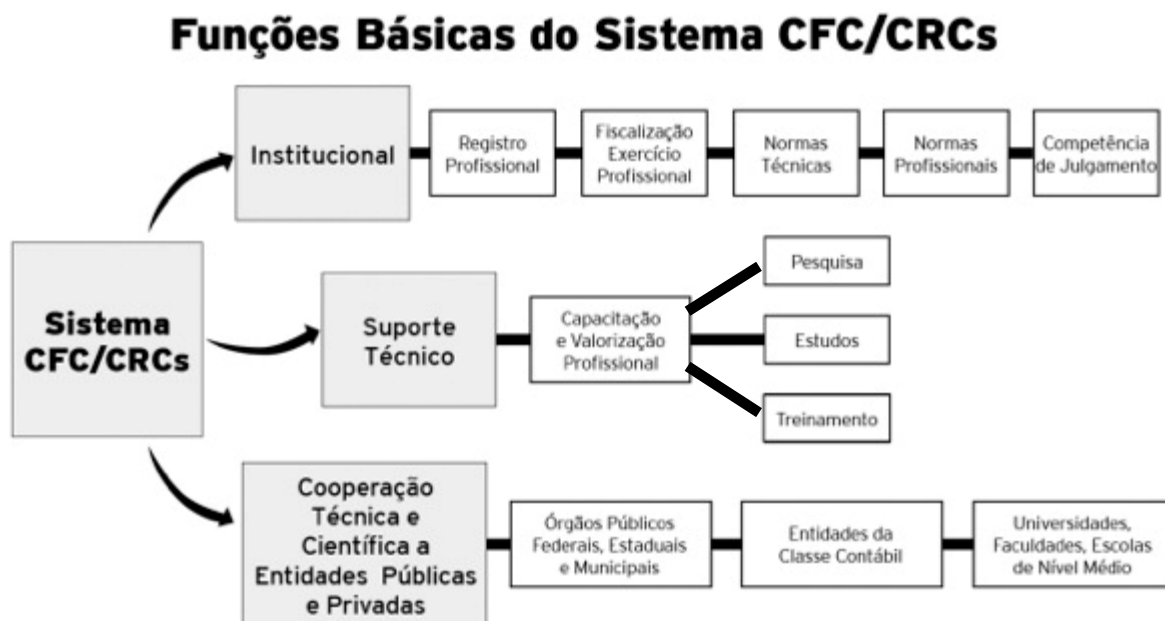 Funções Básicas do Sistema CFC/CRCs
Institucional
Registro
Profissional
Fiscalização
Exercício
Profissional
Normas
Técnicas
Normas
Profissionais
Competência
de Julgamento
Sistema
CFC/CRCs
Suporte
Técnico
Capacitação
e Valorização
Profissional
Pesquisa
Estudos
Treinamento
Cooperação
Técnica e
Científica a
Entidades Públicas
e Privadas
Órgãos Públicos
Federais, Estaduais
e Municipais
Entidades da
Classe Contábil
Universidades,
Faculdades, Escolas
de Nível Médio